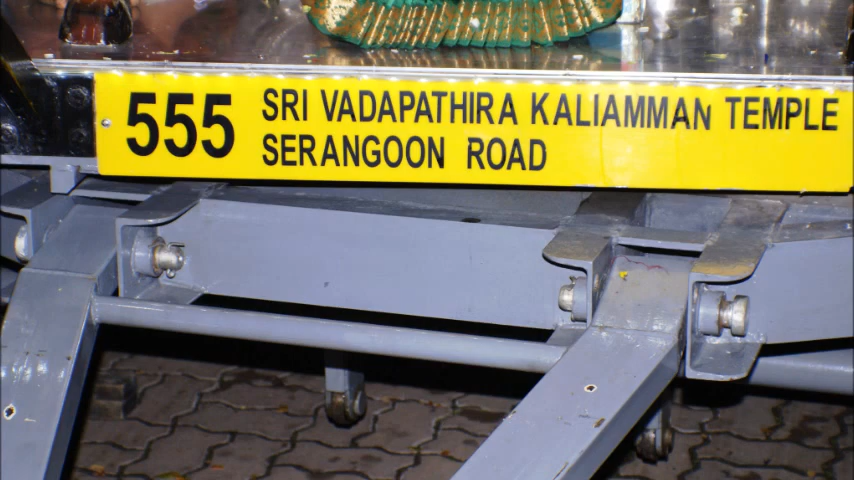 555 SRI VADAPATHIRA KALIAMMAN TEMPLE
SERANGOON ROAD